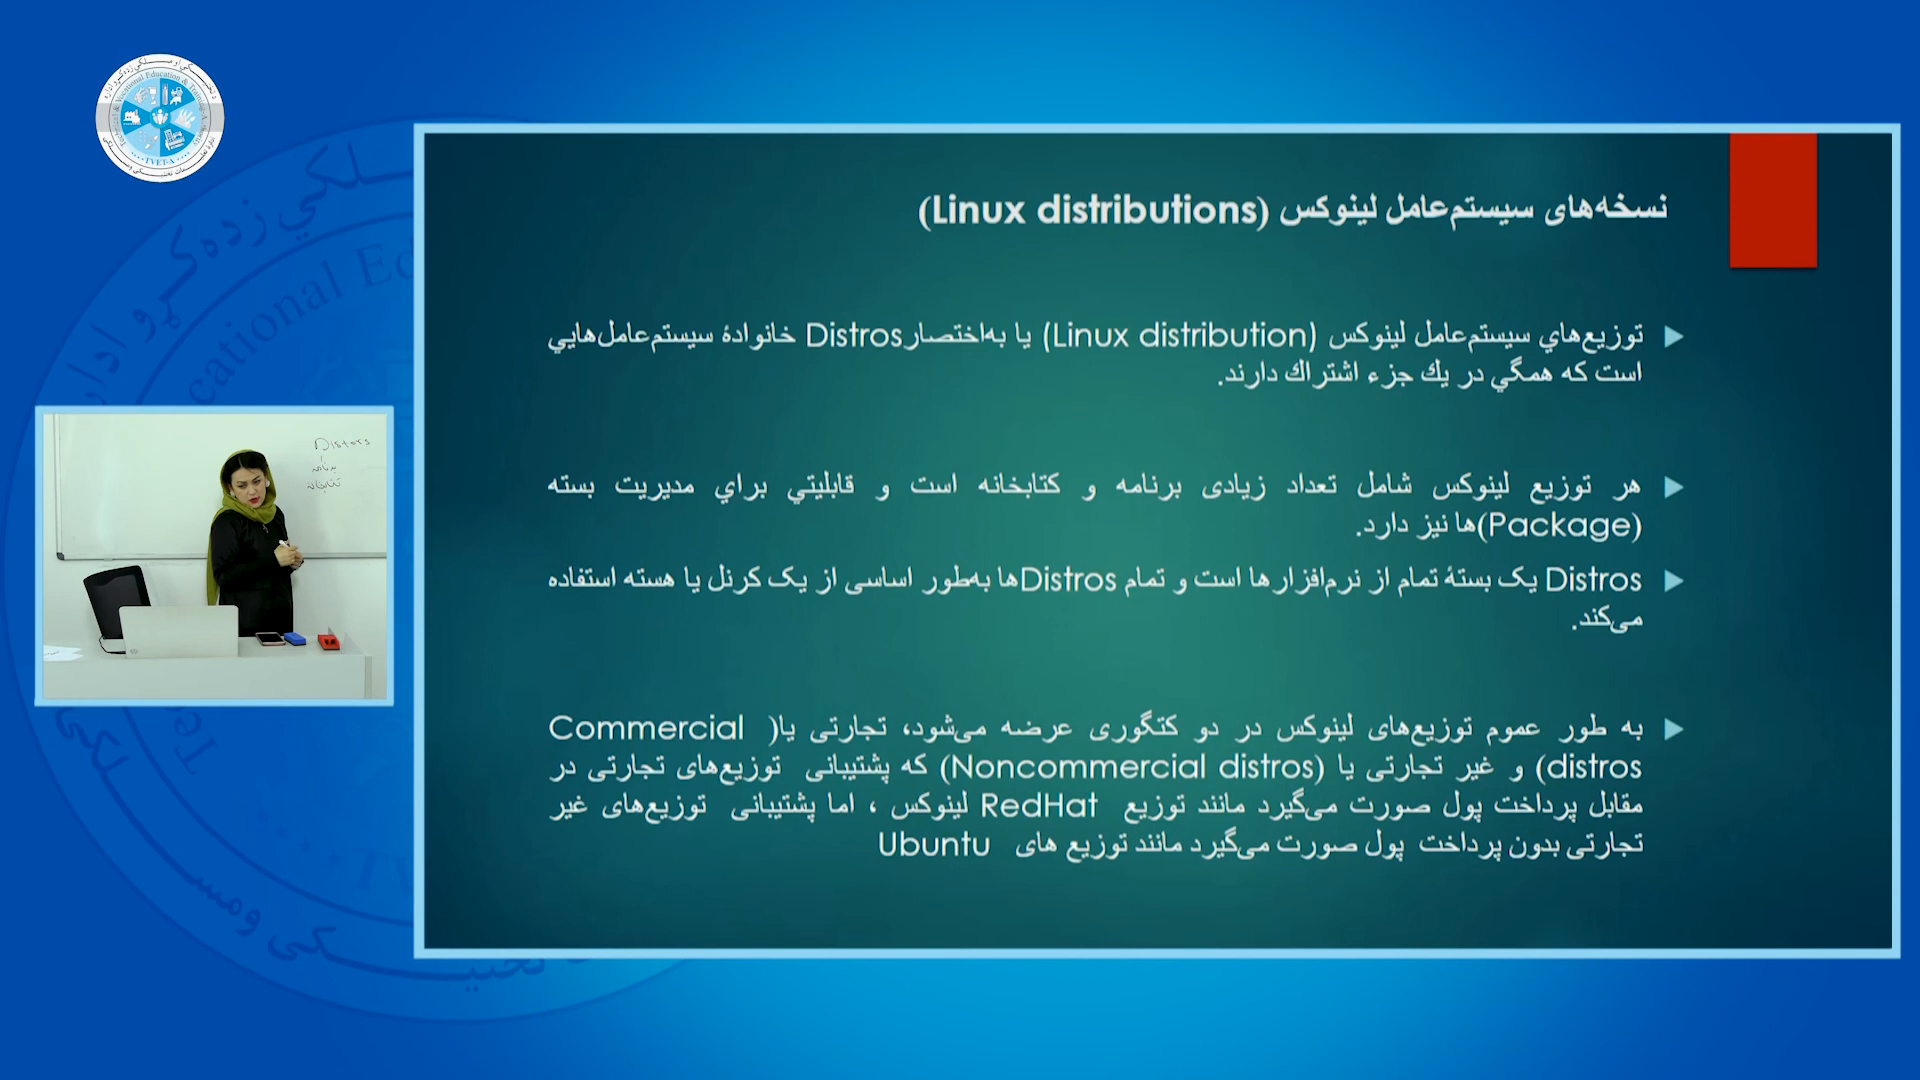 نسخه‌های سیستم‌عامل لینوکس (Linux distributions)
توزیع‌هاي سیستم‌عامل لینوکس (Linux distribution) یا به‌اختصارDistros خانوادهٔ سیستم‌عامل‌هایي
است که همگي در یك جزء اشتراك دارند.
هر توزیع لینوکس شامل تعداد زیادی برنامه و کتابخانه است و قابلیتي براي مدیریت بسته
(Package)ها نیز دارد.
Distros یک بستهٔ تمام از نرم‌افزارها است و تمام Distrosها به‌طور اساسی از یک کرنل یا هسته استفاده
می‌کند.
به طور عموم توزیع‌های لینوکس در دو کتگوری عرضه می‌شود، تجارتی یا( Commercial
distros) و غیر تجارتی یا (Noncommercial distros) که پشتیبانی توزیع‌های تجارتی در
مقابل پرداخت پول صورت می‌گیرد مانند توزیع RedHat لینوکس ، اما پشتیبانی توزیع‌های غیر
تجارتی بدون پرداخت پول صورت می‌گیرد مانند توزیع های Ubuntu
Distors
برنامه
کتابخانه
TVET-A